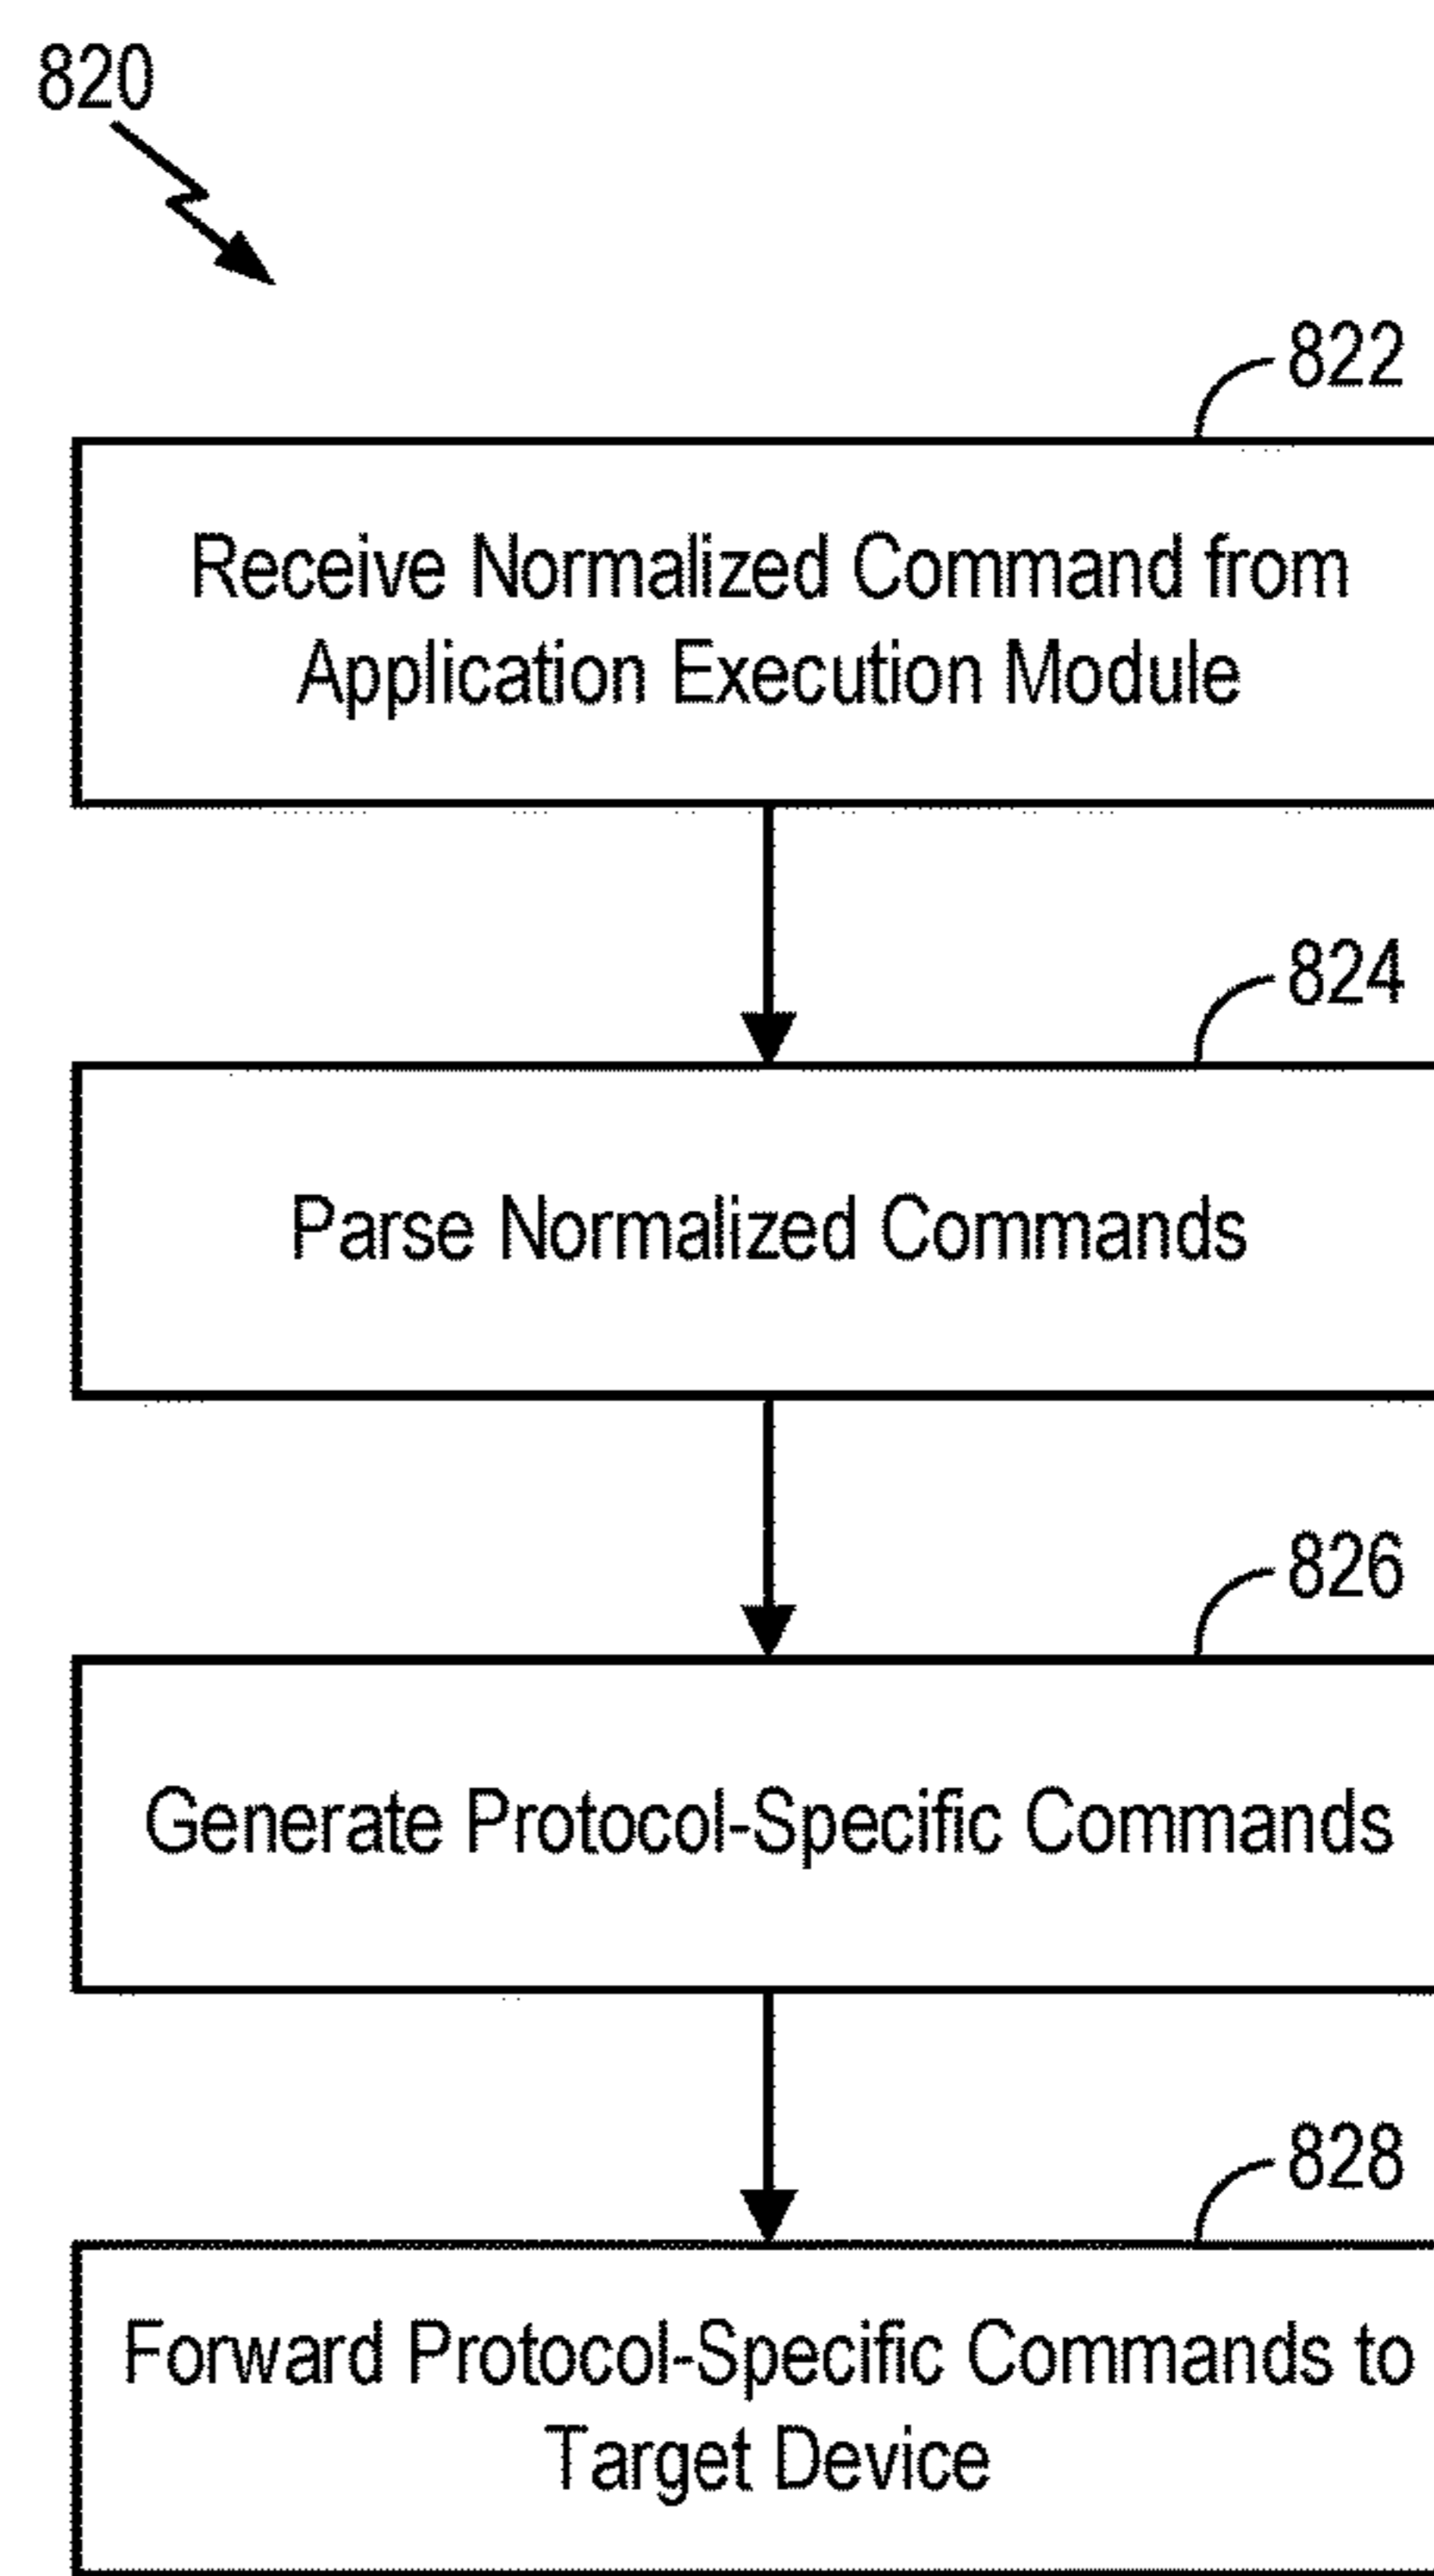 820
822
Receive Normalized Command from
Application Execution Module
824
Parse Normalized Commands
826
Generate Protocol-Specific Commands
828
Forward Protocol-Specific Commands to
Target Device